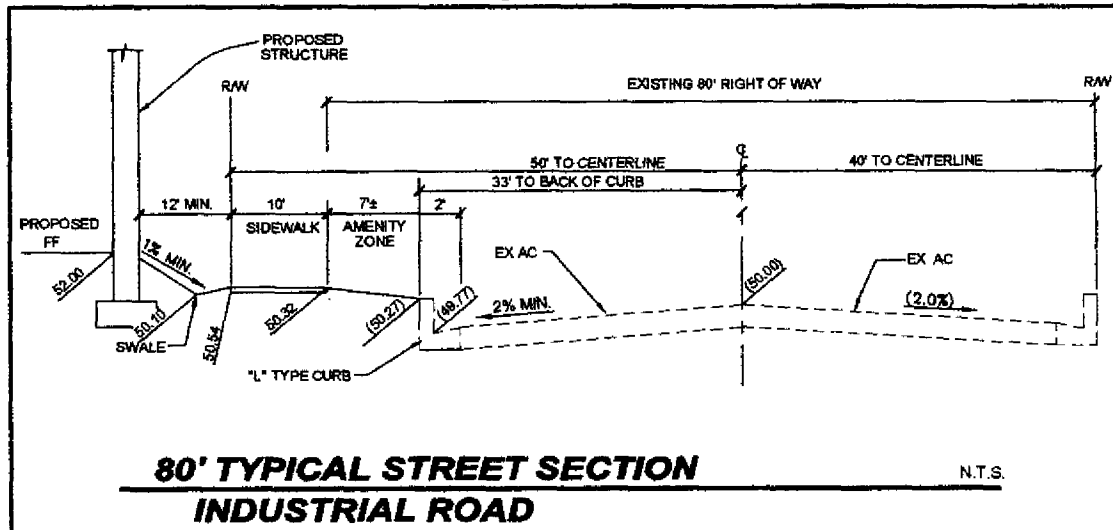 PROPOSED
STRUCTURE
R/W
EXISTING 80' RIGHT OF WAY
R/W
℄
50' TO CENTERLINE
40' TO CENTERLINE
33' TO BACK OF CURB
12' MIN.
10'
7'±
2'
SIDEWALK
AMENITY
ZONE
PROPOSED
FF
1% MIN.
EX AC
EX AC
(50.00)
52.00
2% MIN.
(2.0%)
50.10
50.54
50.32
(50.27)
(49.77)
SWALE
"L" TYPE CURB
80' TYPICAL STREET SECTION
N.T.S.
INDUSTRIAL ROAD